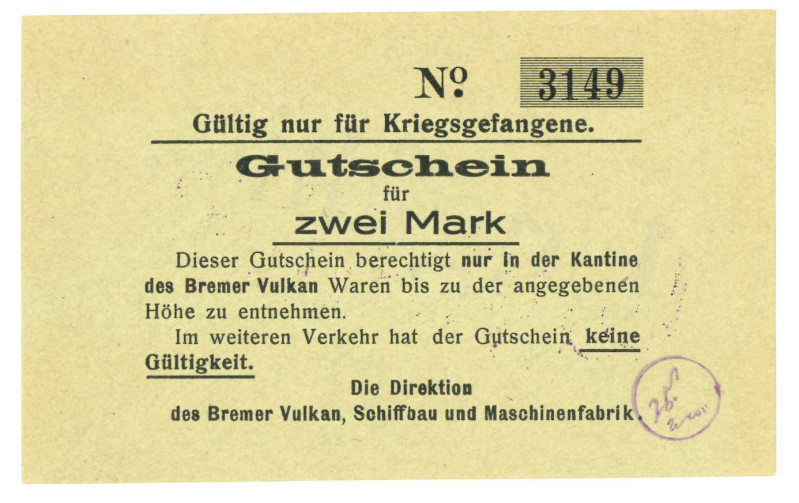 No. 3149
Gültig nur für Kriegsgefangene.
Gutschein
für
zwei Mark
Dieser Gutschein berechtigt nur in der Kantine
des Bremer Vulkan Waren bis zu der angegebenen
Höhe zu entnehmen.
Im weiteren Verkehr hat der Gutschein keine
Gültigkeit.
Die Direktion
des Bremer Vulkan, Schiffbau und Maschinenfabrik.